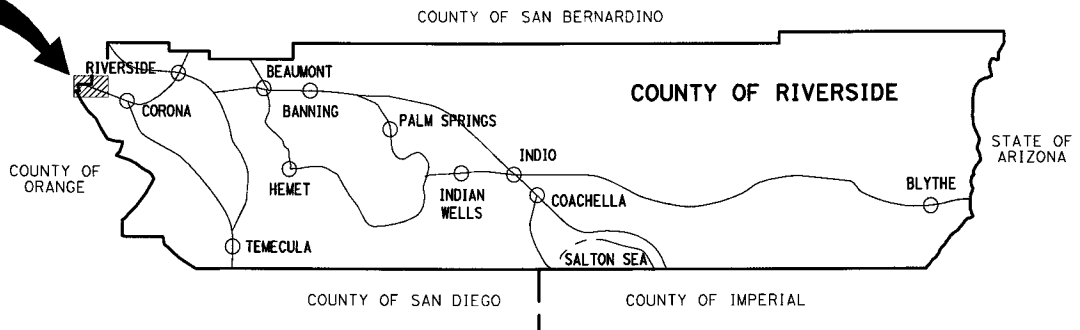 COUNTY OF SAN BERNARDINO
RIVERSIDE
BEAUMONT
COUNTY OF RIVERSIDE
CORONA
BANNING
PALM SPRINGS
STATE OF
ARIZONA
COUNTY OF
ORANGE
INDIO
HEMET
INDIAN
WELLS
COACHELLA
BLYTHE
TEMECULA
SALTON SEA
COUNTY OF SAN DIEGO
COUNTY OF IMPERIAL